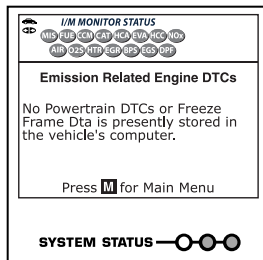 I/M MONITOR STATUS
MIS FUE CCM CAT HCA EVA HCC NOx
AIR O2S HTR EGR BPS EGS DPF
Emission Related Engine DTCs
No Powertrain DTCs or Freeze
Frame Dta is presently stored in
the vehicle's computer.
Press M for Main Menu
SYSTEM STATUS